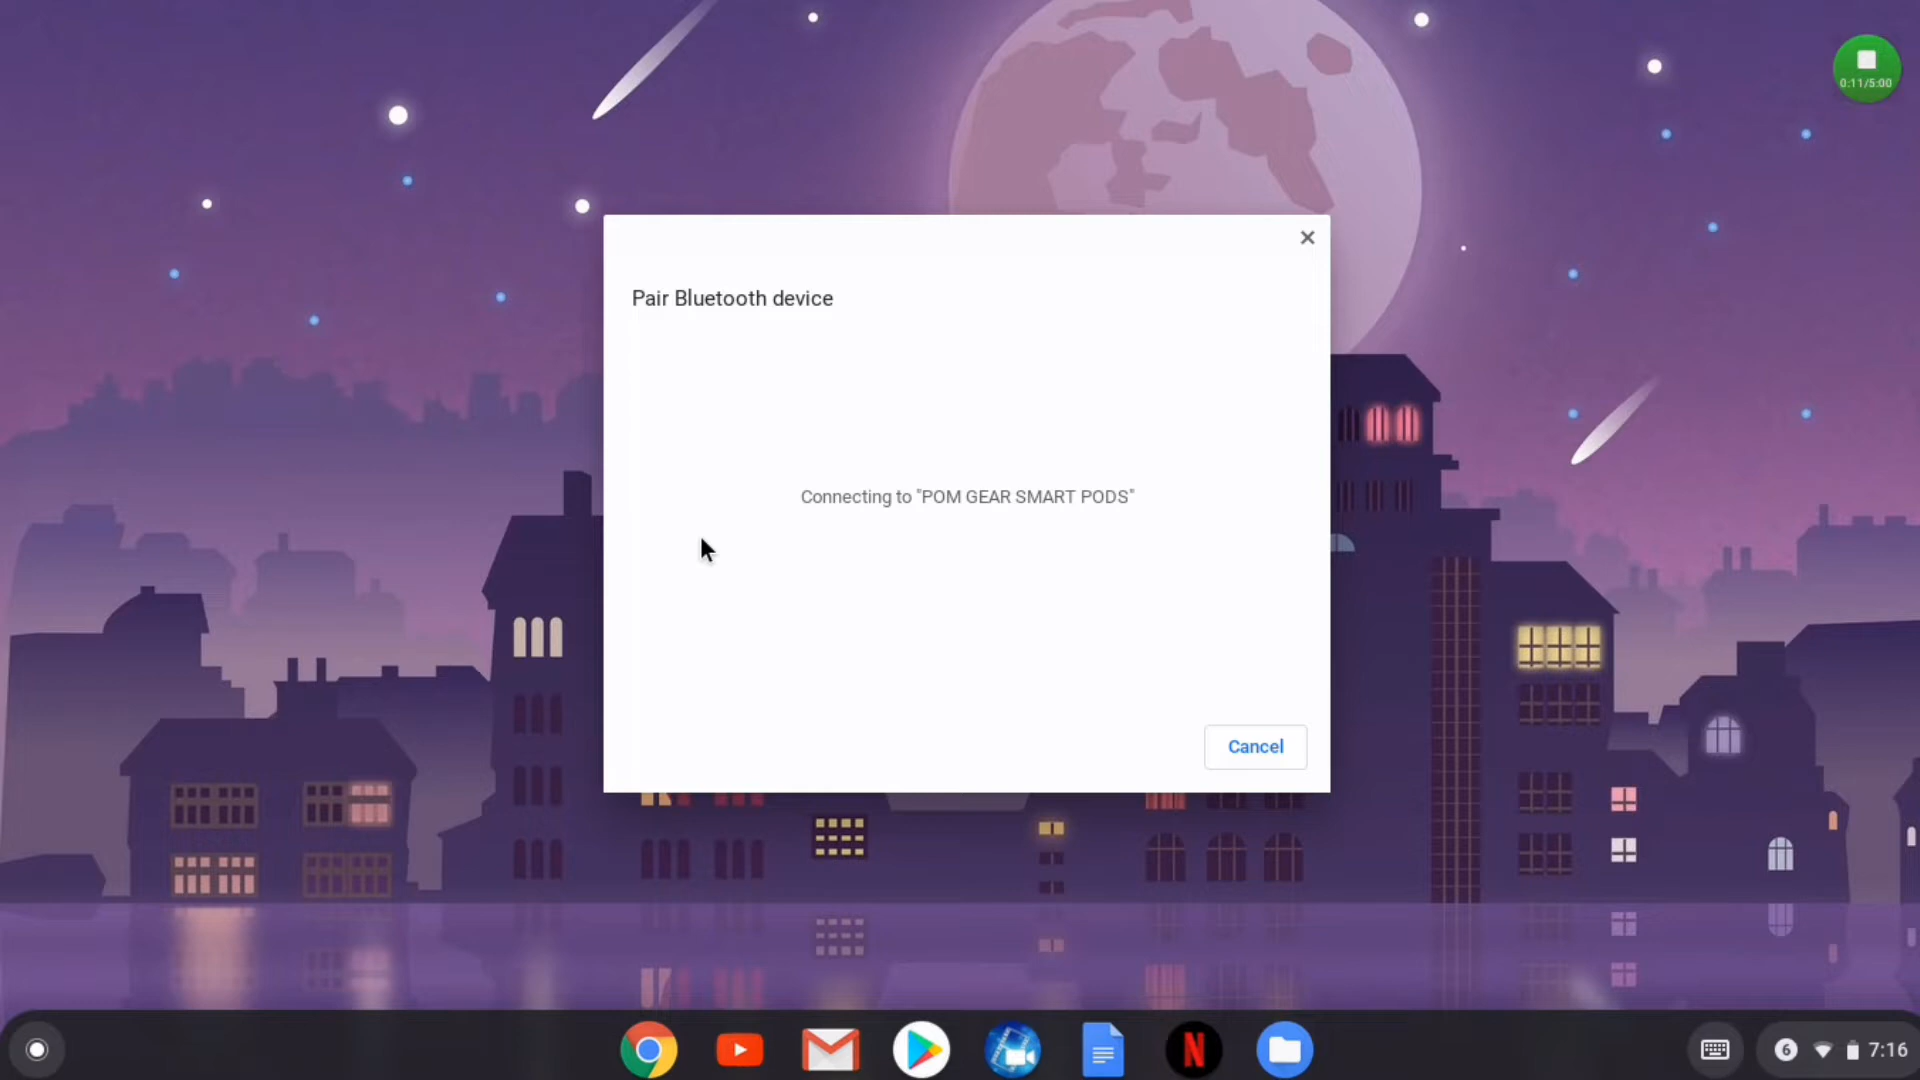 0:11/5:00
Pair Bluetooth device
Connecting to "POM GEAR SMART PODS"
Cancel
N
6
7:16